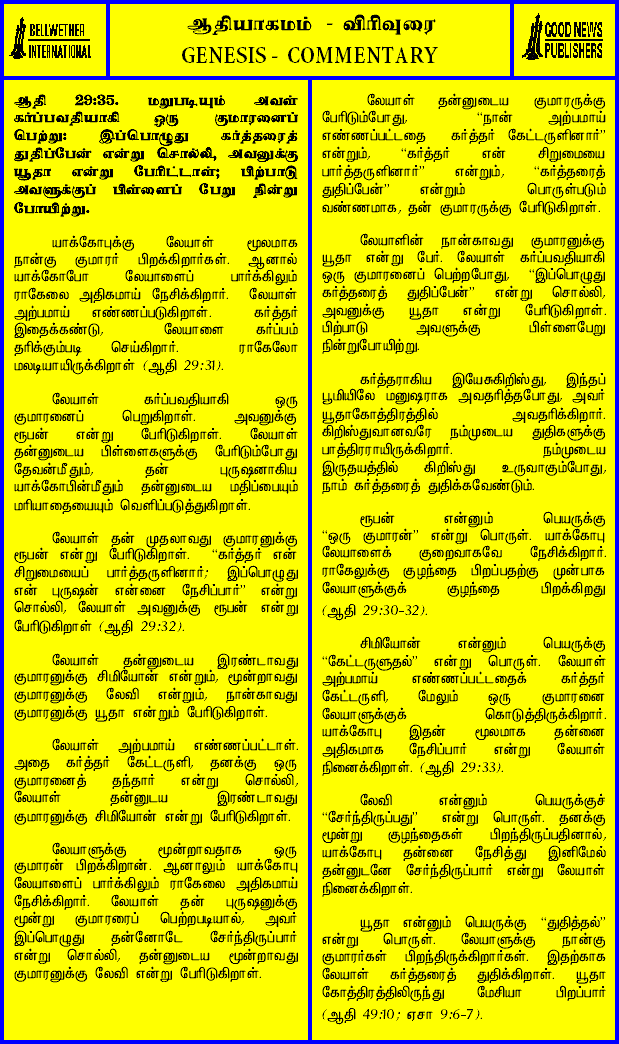 BELLWETHER
INTERNATIONAL
ஆதியாகமம் - விரிவுரை
GENESIS - COMMENTARY
GOOD NEWS
PUBLISHERS
ஆதி 29:35. மறுபடியும் அவள்
கர்ப்பவதியாகி ஒரு குமாரனைப்
பெற்று: இப்பொழுது கர்த்தரைத்
துதிப்பேன் என்று சொல்லி, அவனுக்கு
யூதா என்று பேரிட்டாள்; பிற்பாடு
அவளுக்குப் பிள்ளைப் பேறு நின்று
போயிற்று.
யாக்கோபுக்கு லேயாள் மூலமாக
நான்கு குமாரர் பிறக்கிறார்கள். ஆனால்
யாக்கோபோ லேயாளைப் பார்க்கிலும்
ராகேலை அதிகமாய் நேசிக்கிறார். லேயாள்
அற்பமாய் எண்ணப்படுகிறாள். கர்த்தர்
இதைக்கண்டு, லேயாளை கர்ப்பம்
தரிக்கும்படி செய்கிறார். ராகேலோ
மலடியாயிருக்கிறாள் (ஆதி 29:31).
லேயாள் கர்ப்பவதியாகி ஒரு
குமாரனைப் பெறுகிறாள். அவனுக்கு
ரூபன் என்று பேரிடுகிறாள். லேயாள்
தன்னுடைய பிள்ளைகளுக்கு பேரிடும்போது
தேவன்மீதும், தன் புருஷனாகிய
யாக்கோபின்மீதும் தன்னுடைய மதிப்பையும்
மரியாதையையும் வெளிப்படுத்துகிறாள்.
லேயாள் தன் முதலாவது குமாரனுக்கு
ரூபன் என்று பேரிடுகிறாள். “கர்த்தர் என்
சிறுமையைப் பார்த்தருளினார்; இப்பொழுது
என் புருஷன் என்னை நேசிப்பார்” என்று
சொல்லி, லேயாள் அவனுக்கு ரூபன் என்று
பேரிடுகிறாள் (ஆதி 29:32).
லேயாள் தன்னுடைய இரண்டாவது
குமாரனுக்கு சிமியோன் என்றும், மூன்றாவது
குமாரனுக்கு லேவி என்றும், நான்காவது
குமாரனுக்கு யூதா என்றும் பேரிடுகிறாள்.
லேயாள் அற்பமாய் எண்ணப்பட்டாள்.
அதை கர்த்தர் கேட்டருளி, தனக்கு ஒரு
குமாரனைத் தந்தார் என்று சொல்லி,
லேயாள் தன்னுடய இரண்டாவது
குமாரனுக்கு சிமியோன் என்று பேரிடுகிறாள்.
லேயாளுக்கு மூன்றாவதாக ஒரு
குமாரன் பிறக்கிறான். ஆனாலும் யாக்கோபு
லேயாளைப் பார்க்கிலும் ராகேலை அதிகமாய்
நேசிக்கிறார். லேயாள் தன் புருஷனுக்கு
மூன்று குமாரரைப் பெற்றபடியால், அவர்
இப்பொழுது தன்னோடே சேர்ந்திருப்பார்
என்று சொல்லி, தன்னுடைய மூன்றாவது
குமாரனுக்கு லேவி என்று பேரிடுகிறாள்.
லேயாள் தன்னுடைய குமாரருக்கு
பேரிடும்போது, “நான் அற்பமாய்
எண்ணப்பட்டதை கர்த்தர் கேட்டருளினார்”
என்றும், “கர்த்தர் என் சிறுமையை
பார்த்தருளினார்” என்றும், “கர்த்தரைத்
துதிப்பேன்” என்றும் பொருள்படும்
வண்ணமாக, தன் குமாரருக்கு பேரிடுகிறாள்.
லேயாளின் நான்காவது குமாரனுக்கு
யூதா என்று பேர். லேயாள் கர்ப்பவதியாகி
ஒரு குமாரனைப் பெற்றபோது, “இப்பொழுது
கர்த்தரைத் துதிப்பேன்” என்று சொல்லி,
அவனுக்கு யூதா என்று பேரிடுகிறாள்.
பிற்பாடு அவளுக்கு பிள்ளைபேறு
நின்றுபோயிற்று.
கர்த்தராகிய இயேசுகிறிஸ்து, இந்தப்
பூமியிலே மனுஷராக அவதரித்தபோது, அவர்
யூதாகோத்திரத்தில் அவதரிக்கிறார்.
கிறிஸ்துவானவரே நம்முடைய துதிகளுக்கு
பாத்திரராயிருக்கிறார். நம்முடைய
இருதயத்தில் கிறிஸ்து உருவாகும்போது,
நாம் கர்த்தரைத் துதிக்கவேண்டும்.
ரூபன் என்னும் பெயருக்கு
“ஒரு குமாரன்” என்று பொருள். யாக்கோபு
லேயாளைக் குறைவாகவே நேசிக்கிறார்.
ராகேலுக்கு குழந்தை பிறப்பதற்கு முன்பாக
லேயாளுக்குக் குழந்தை பிறக்கிறது
(ஆதி 29:30-32).
சிமியோன் என்னும் பெயருக்கு
“கேட்டருளுதல்” என்று பொருள். லேயாள்
அற்பமாய் எண்ணப்பட்டதைக் கர்த்தர்
கேட்டருளி, மேலும் ஒரு குமாரனை
லேயாளுக்குக் கொடுத்திருக்கிறார்.
யாக்கோபு இதன் மூலமாக தன்னை
அதிகமாக நேசிப்பார் என்று லேயாள்
நினைக்கிறாள். (ஆதி 29:33).
லேவி என்னும் பெயருக்குச்
“சேர்ந்திருப்பது” என்று பொருள். தனக்கு
மூன்று குழந்தைகள் பிறந்திருப்பதினால்,
யாக்கோபு தன்னை நேசித்து இனிமேல்
தன்னுடனே சேர்ந்திருப்பார் என்று லேயாள்
நினைக்கிறாள்.
யூதா என்னும் பெயருக்கு “துதித்தல்”
என்று பொருள். லேயாளுக்கு நான்கு
குமாரர்கள் பிறந்திருக்கிறார்கள். இதற்காக
லேயாள் கர்த்தரைத் துதிக்கிறாள். யூதா
கோத்திரத்திலிருந்து மேசியா பிறப்பார்
(ஆதி 49:10; ஏசா 9:6-7).